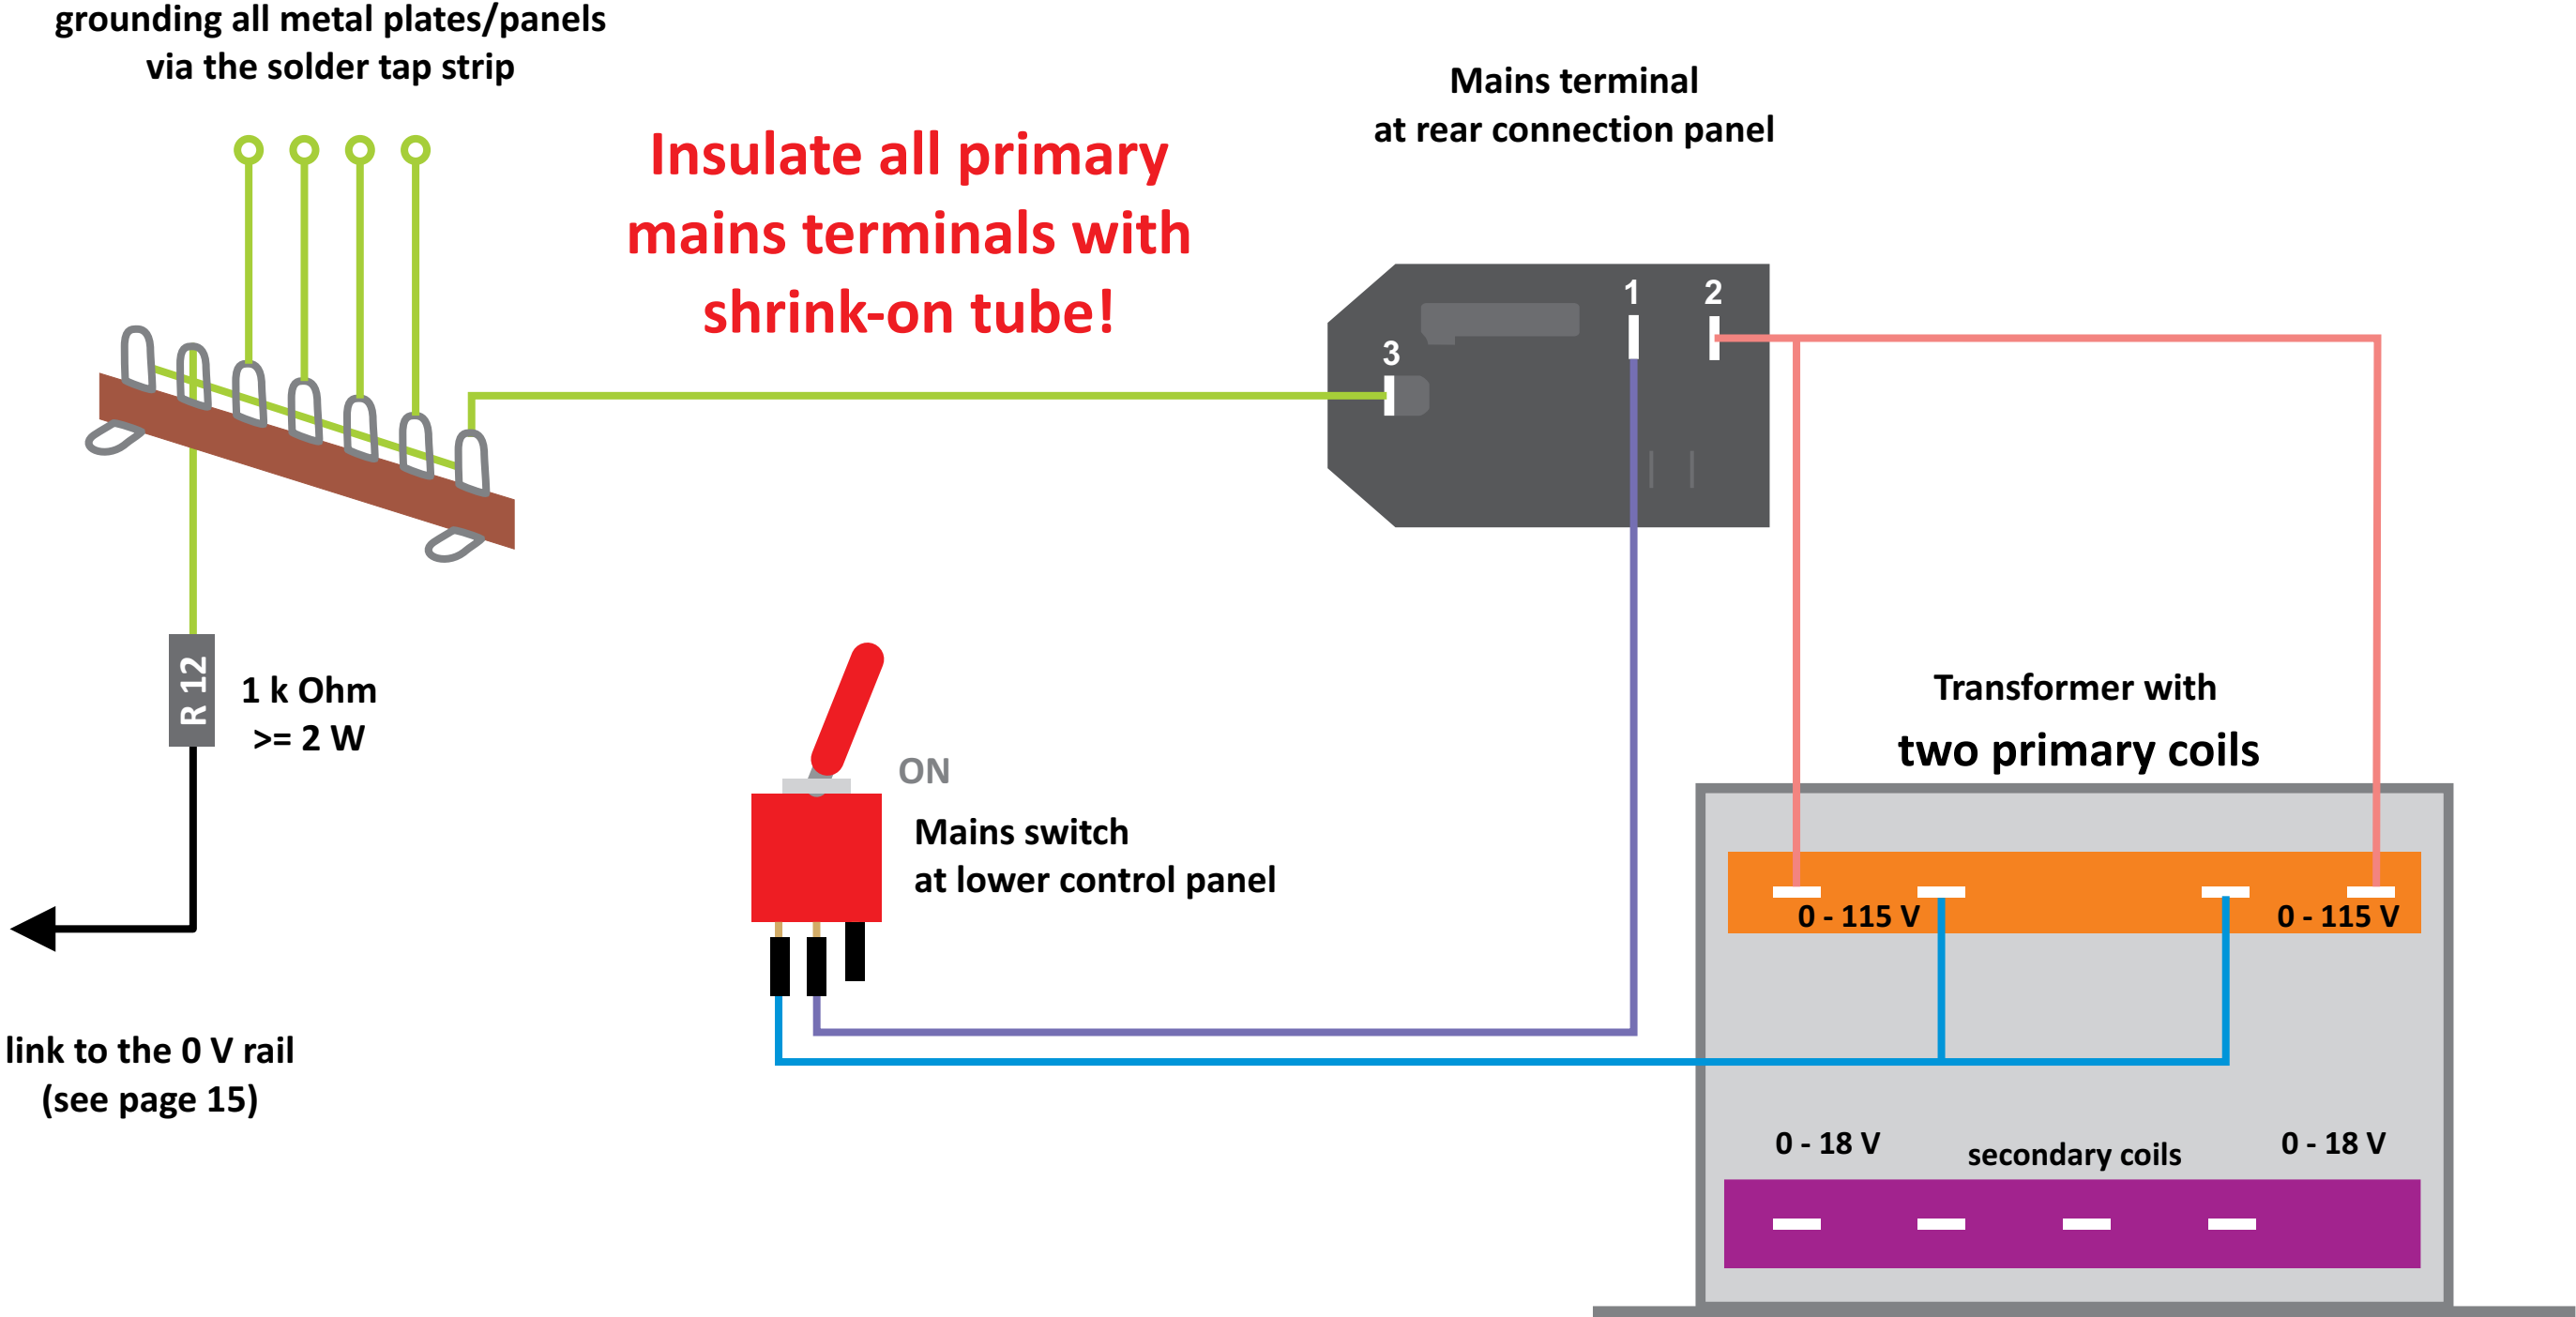 grounding all metal plates/panels
via the solder tap strip
Insulate all primary
mains terminals with
shrink-on tube!
Mains terminal
at rear connection panel
1
2
3
R 12
1 k Ohm
>= 2 W
link to the 0 V rail
(see page 15)
ON
Mains switch
at lower control panel
Transformer with
two primary coils
0 - 115 V
0 - 115 V
0 - 18 V
secondary coils
0 - 18 V